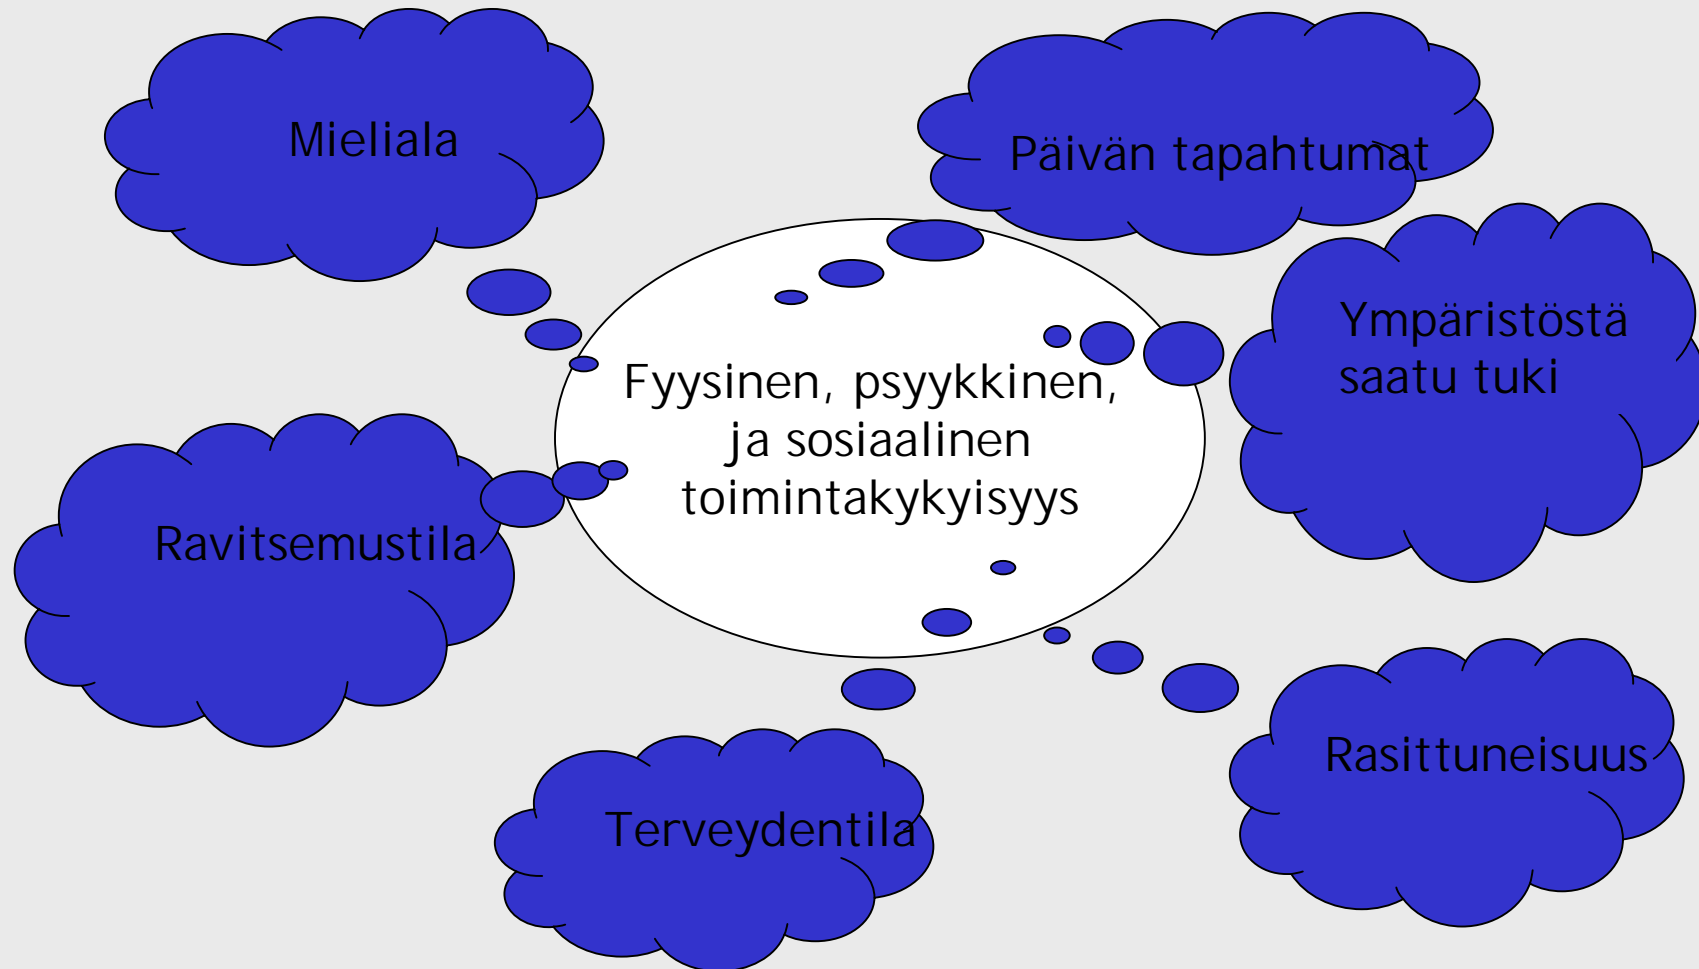 Mieliala
Päivän tapahtumat
Ympäristöstä
saatu tuki
Fyysinen, psyykkinen,
ja sosiaalinen
toimintakykyisyys
Ravitsemustila
Rasittuneisuus
Terveydentila